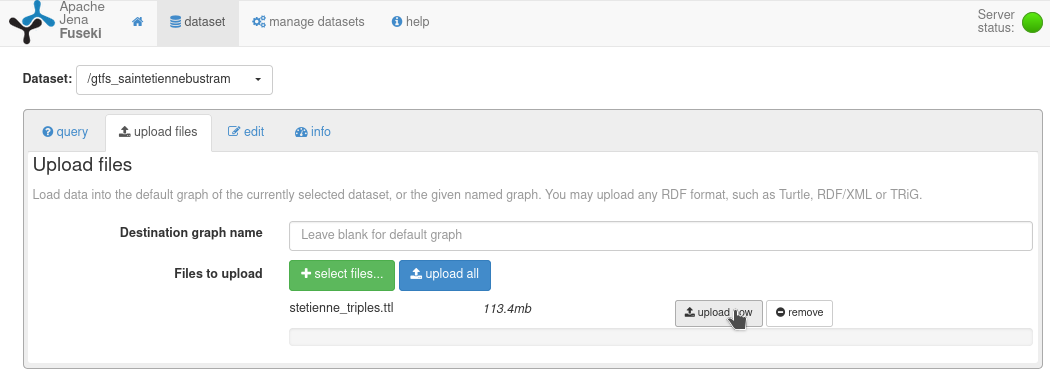 Apache
Jena
Fuseki
dataset
manage datasets
help
Server
status:
Dataset:
/gtfs_saintetiennebustram
query
upload files
edit
info
Upload files
Load data into the default graph of the currently selected dataset, or the given named graph. You may upload any RDF format, such as Turtle, RDF/XML or TRiG.
Destination graph name
Leave blank for default graph
Files to upload
select files...
upload all
stetienne_triples.ttl
113.4mb
upload now
remove